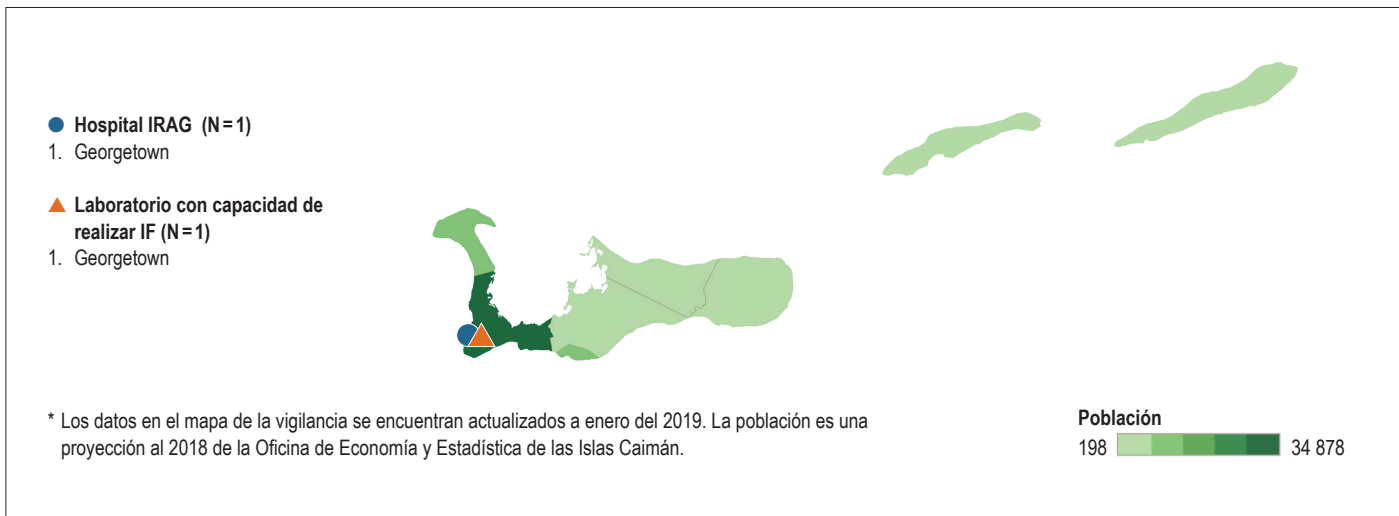 Hospital IRAG (N=1)
1. Georgetown
Laboratorio con capacidad de
realizar IF (N=1)
1. Georgetown
* Los datos en el mapa de la vigilancia se encuentran actualizados a enero del 2019. La población es una
proyección al 2018 de la Oficina de Economía y Estadística de las Islas Caimán.
Población
198 34 878